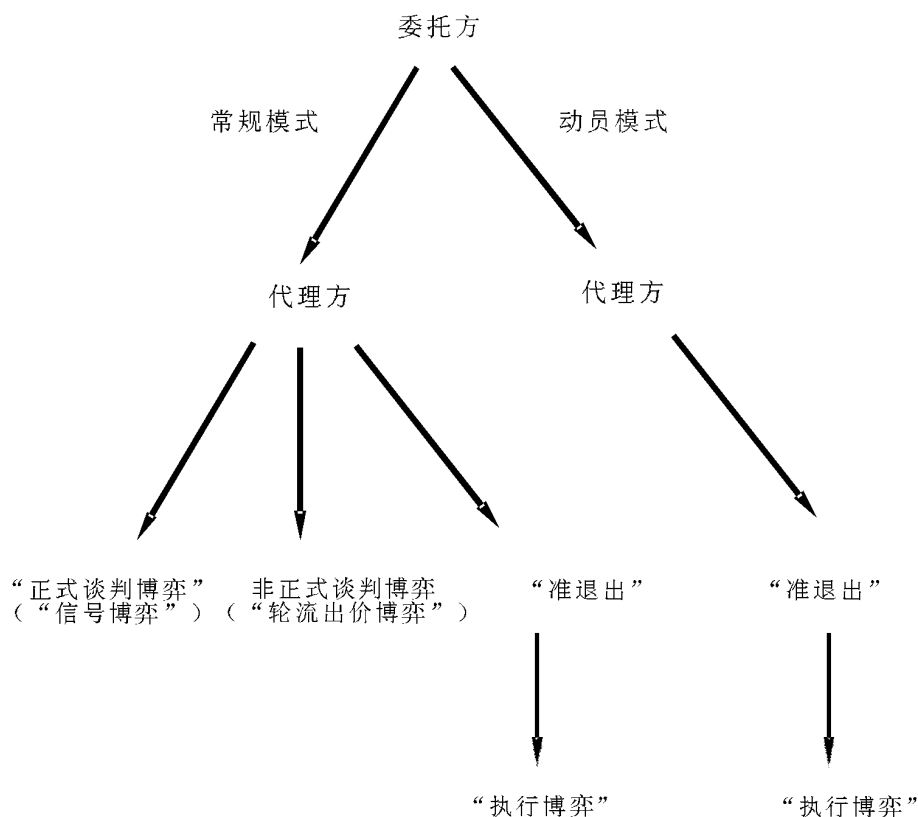 委托方
常规模式
动员模式
代理方
代理方
“正式谈判博弈”
（“信号博弈”）
非正式谈判博弈
（“轮流出价博弈”）
“准退出”
“准退出”
“执行博弈”
“执行博弈”